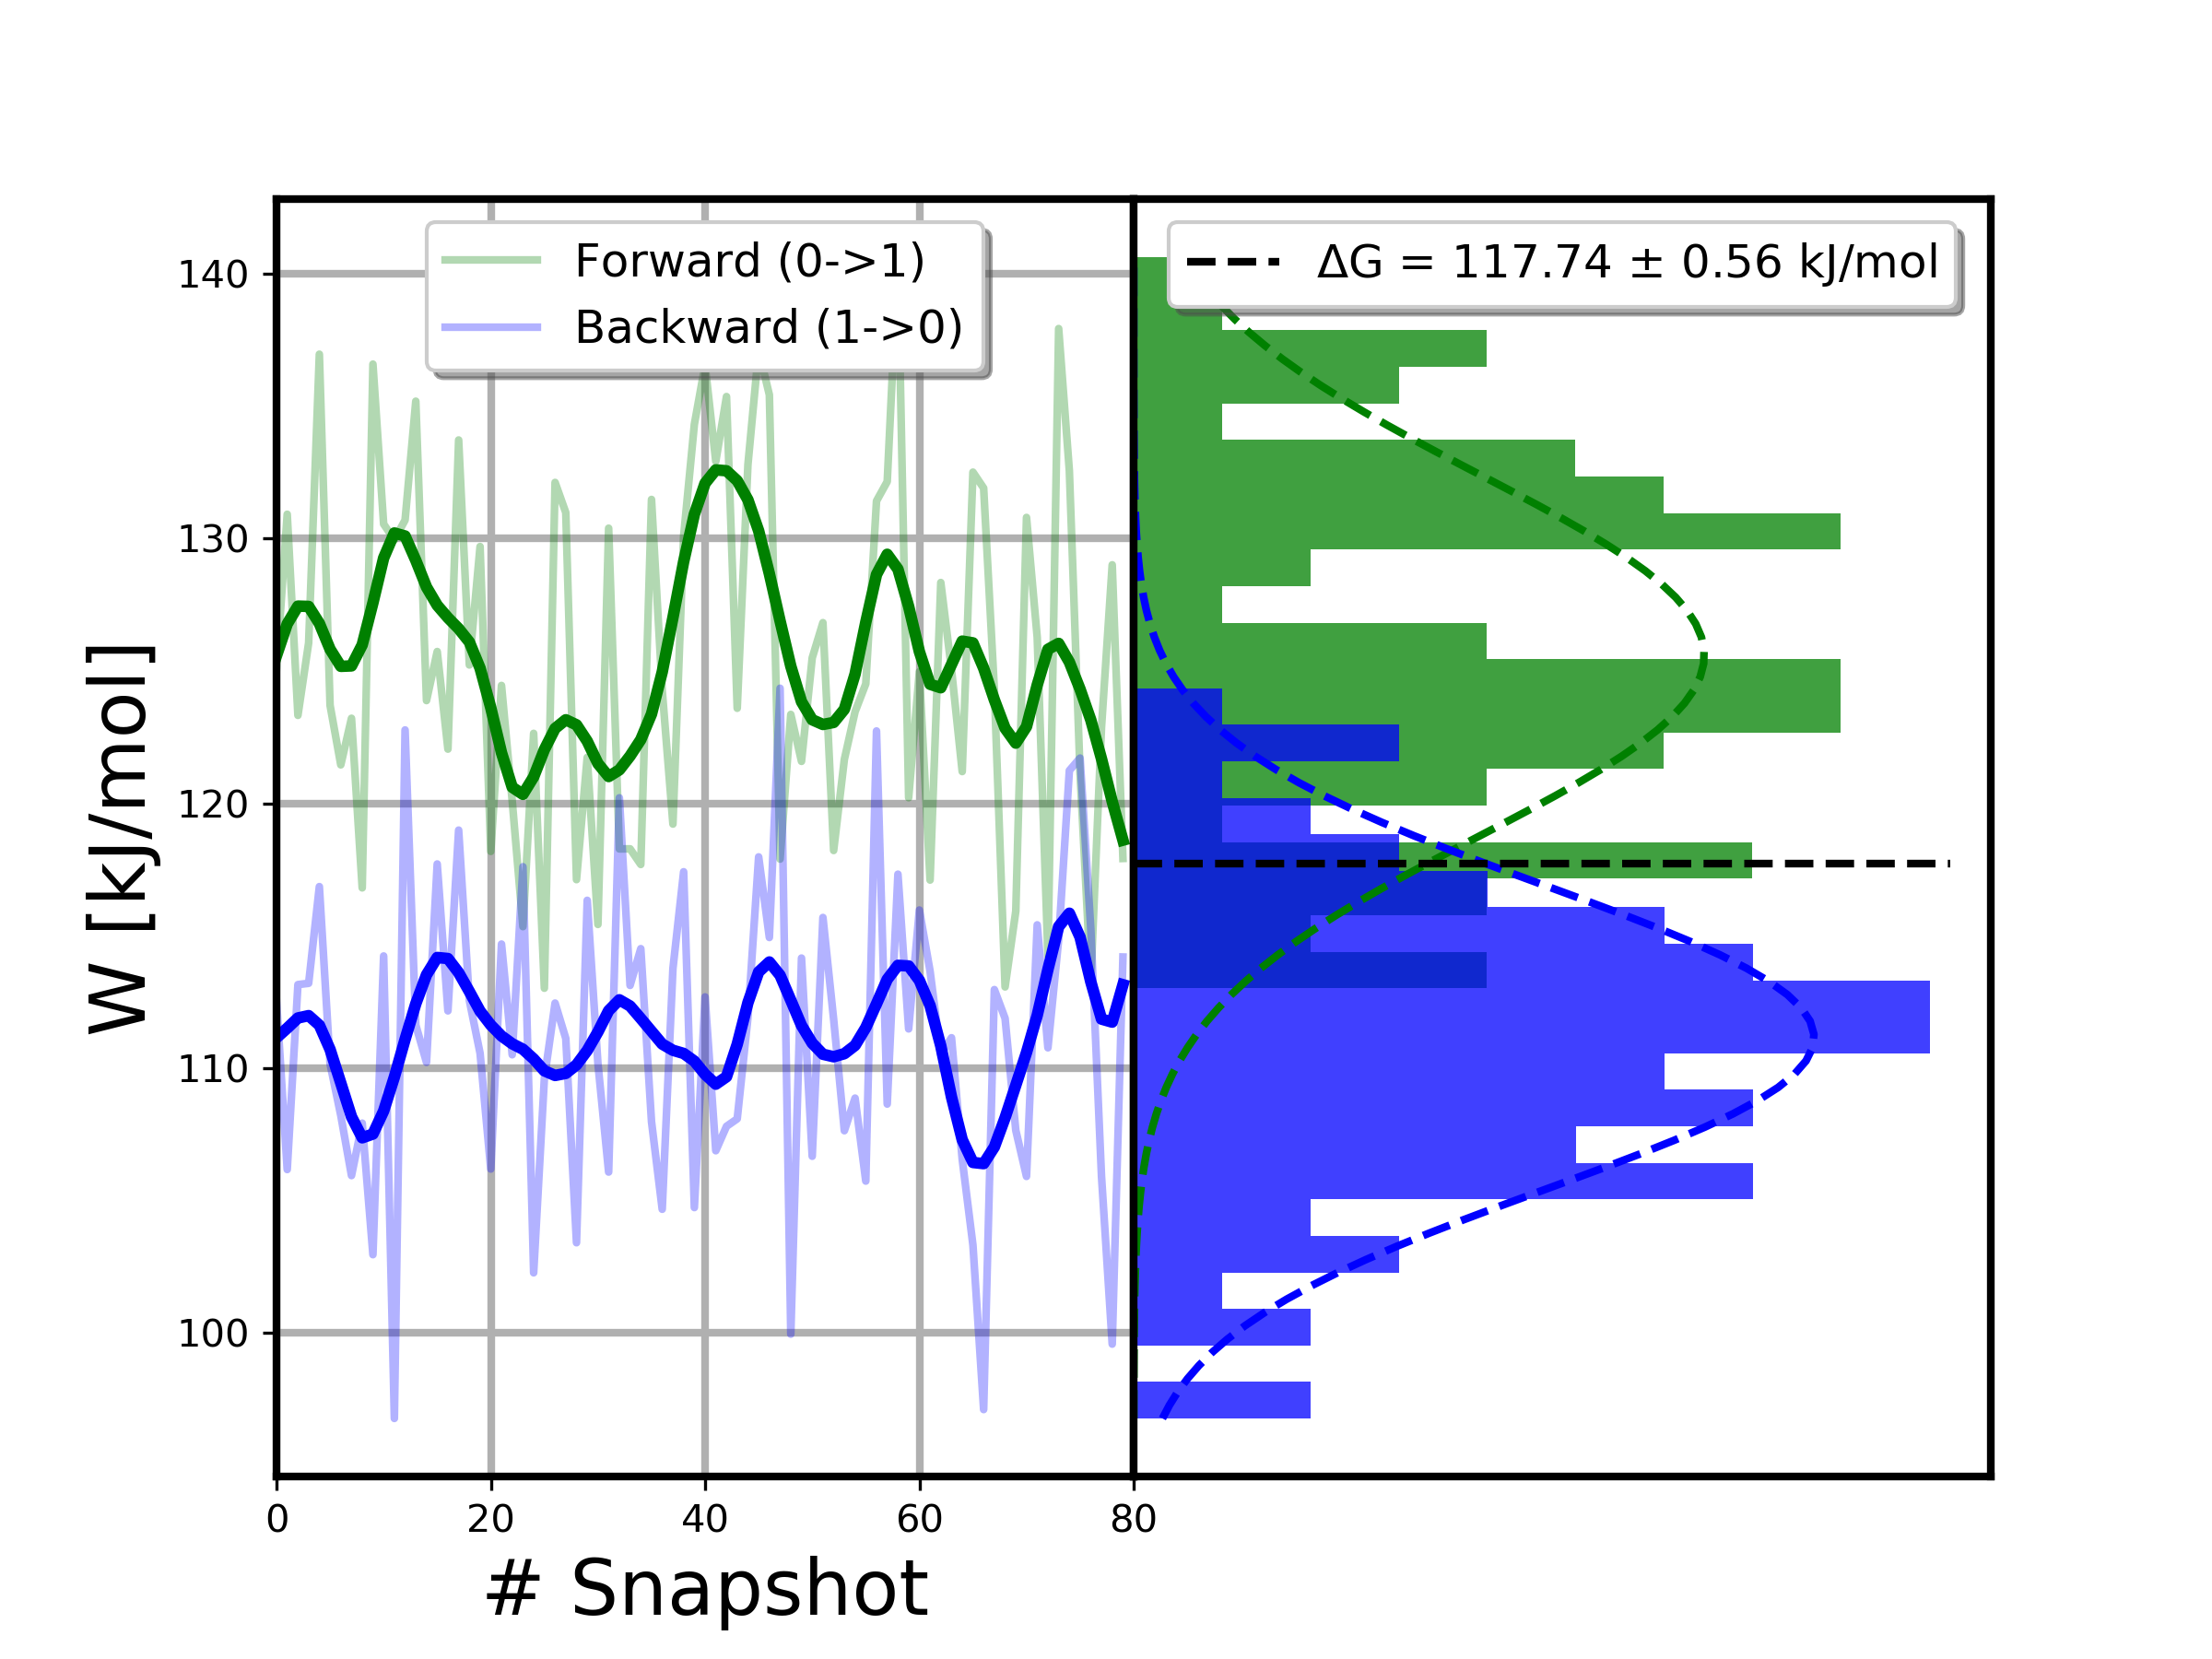 Forward (0->1)
Backward (1->0)
ΔG = 117.74 ± 0.56 kJ/mol
140
130
120
110
100
W [kJ/mol]
0 20 40 60 80
# Snapshot